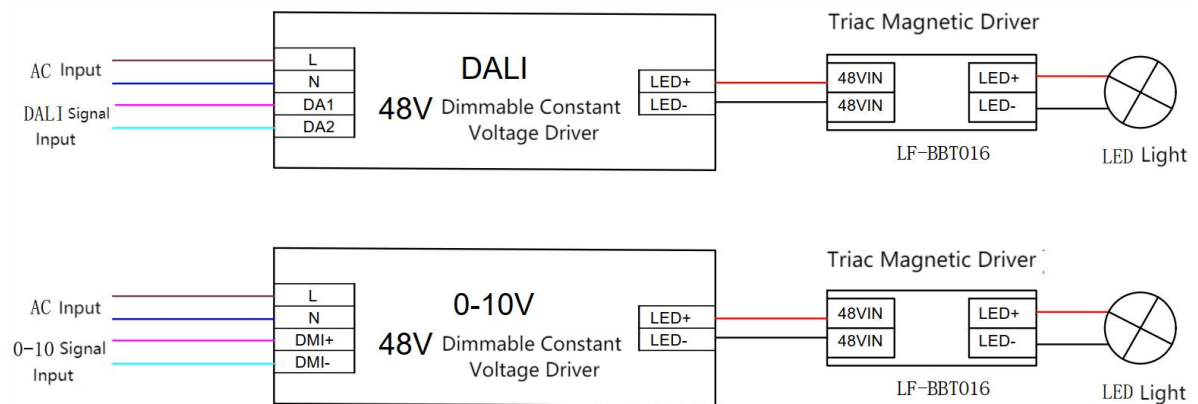 Triac Magnetic Driver
AC Input
DALI Signal
Input
L
N
DA1
DA2
DALI
48V Dimmable Constant
Voltage Driver
LED+
LED-
48VIN
48VIN
LED+
LED-
LF-BBT016
LED Light
Triac Magnetic Driver
AC Input
0-10 Signal
Input
L
N
DMI+
DMI-
0-10V
48V Dimmable Constant
Voltage Driver
LED+
LED-
48VIN
48VIN
LED+
LED-
LF-BBT016
LED Light